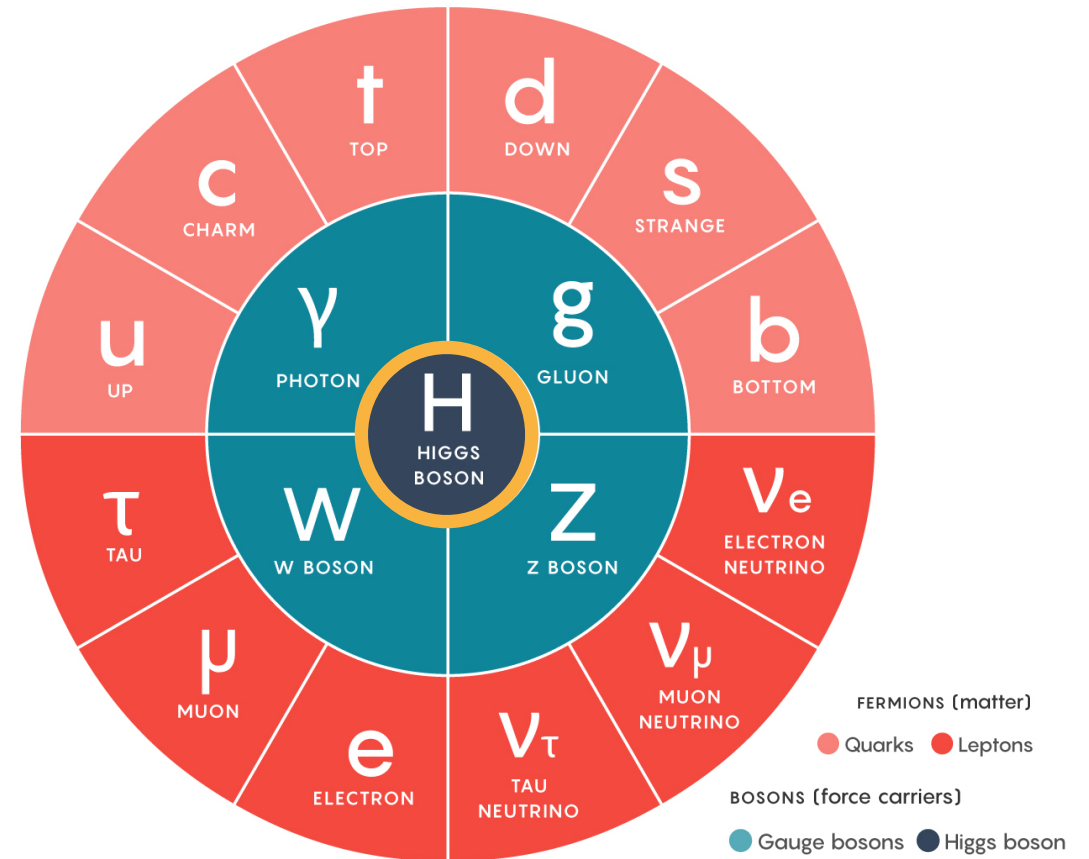 t
TOP
d
DOWN
c
CHARM
s
STRANGE
u
UP
b
BOTTOM
γ
PHOTON
g
GLUON
H
HIGGS
BOSON
W
W BOSON
Z
Z BOSON
τ
TAU
νe
ELECTRON
NEUTRINO
μ
MUON
νμ
MUON
NEUTRINO
e
ELECTRON
ντ
TAU
NEUTRINO
FERMIONS (matter)
Quarks Leptons
BOSONS (force carriers)
Gauge bosons Higgs boson